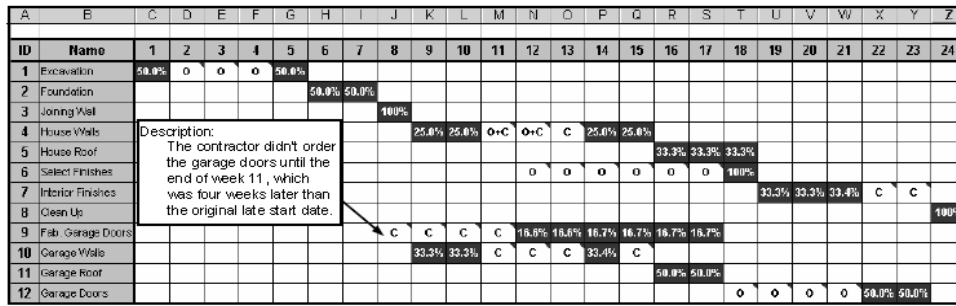 A B C D E F G H I J K L M N O P Q R S T U V W X Y Z
ID Name 1 2 3 4 5 6 7 8 9 10 11 12 13 14 15 16 17 18 19 20 21 22 23 24
1 Excavation 50.0% O O O 50.0%
2 Foundation 50.0% 50.0%
3 Joining Wall 100%
4 House Walls 25.0% 25.0% O+C O+C C 25.0% 25.0%
5 House Roof 33.3% 33.3% 33.3%
6 Select Finishes O O O O O O 100%
7 Interior Finishes 33.3% 33.3% 33.4% C C
8 Clean Up 100%
9 Fab. Garage Doors C C C C 16.6% 16.6% 16.7% 16.7% 16.7% 16.7%
10 Garage Walls 33.3% 33.3% C C C 33.4% C
11 Garage Roof 50.0% 50.0%
12 Garage Doors O O O O 50.0% 50.0%
Description:
The contractor didn't order
the garage doors until the
end of week 11, which
was four weeks later than
the original late start date.